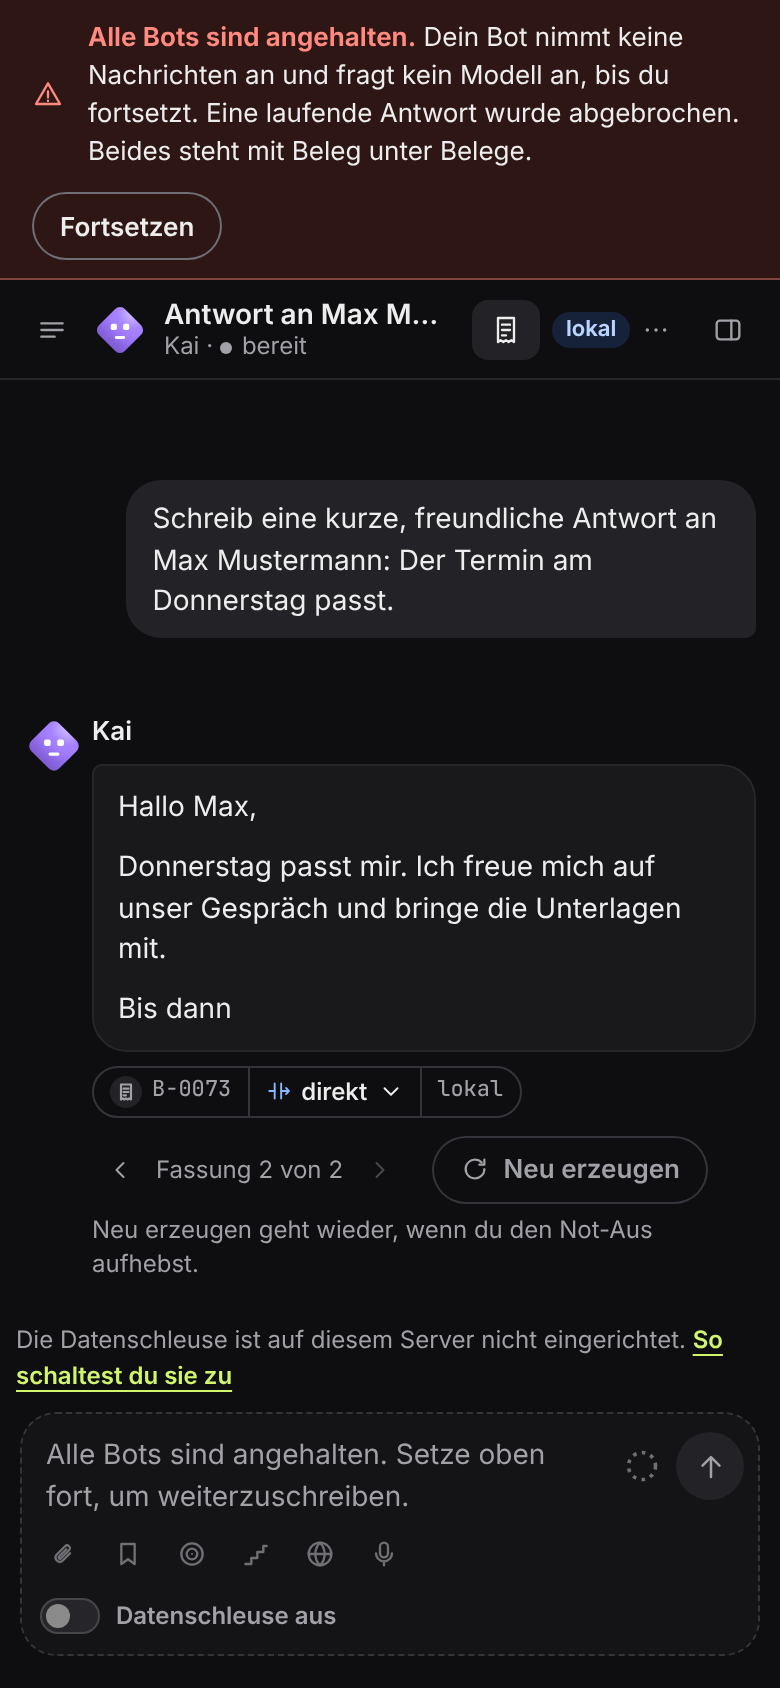 Alle Bots sind angehalten. Dein Bot nimmt keine
Nachrichten an und fragt kein Modell an, bis du
fortsetzt. Eine laufende Antwort wurde abgebrochen.
Beides steht mit Beleg unter Belege.
Fortsetzen
Antwort an Max M...
Kai · bereit
lokal
Schreib eine kurze, freundliche Antwort an
Max Mustermann: Der Termin am
Donnerstag passt.
Kai
Hallo Max,
Donnerstag passt mir. Ich freue mich auf
unser Gespräch und bringe die Unterlagen
mit.
Bis dann
B-0073 direkt lokal
Fassung 2 von 2 Neu erzeugen
Neu erzeugen geht wieder, wenn du den Not-Aus
aufhebst.
Die Datenschleuse ist auf diesem Server nicht eingerichtet. So
schaltest du sie zu
Alle Bots sind angehalten. Setze oben
fort, um weiterzuschreiben.
Datenschleuse aus